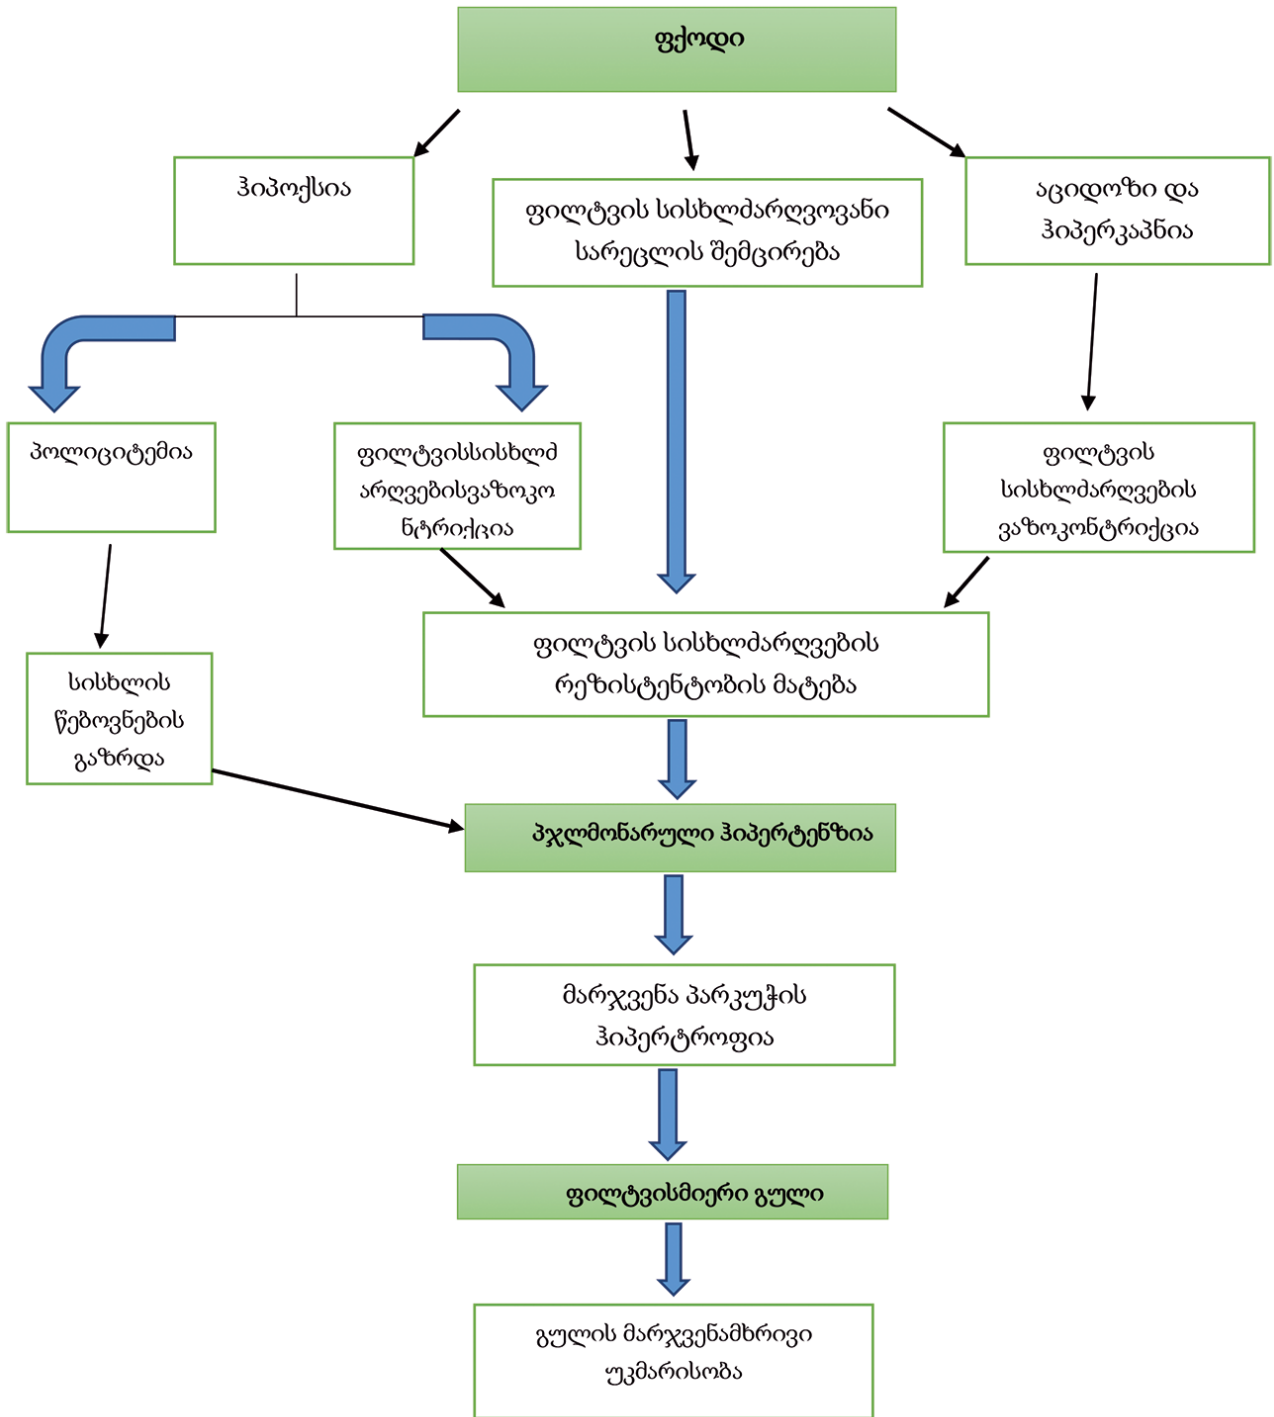 ფქოდი
ჰიპოქსია
ფილტვის სისხლძარღვოვანი
სარეცლის შემცირება
აციდოზი და
ჰიპერკაპნია
პოლიციტემია
ფილტვისსისხლძ
არღვებისვაზოკო
ნტრიქცია
ფილტვის
სისხლძარღვების
ვაზოკონტრიქცია
სისხლის
წებოვნების
გაზრდა
ფილტვის სისხლძარღვების
რეზისტენტობის მატება
პჯლმონარული ჰიპერტენზია
მარჯვენა პარკუჭის
ჰიპერტროფია
ფილტვისმიერი გული
გულის მარჯვენამხრივი
უკმარისობა